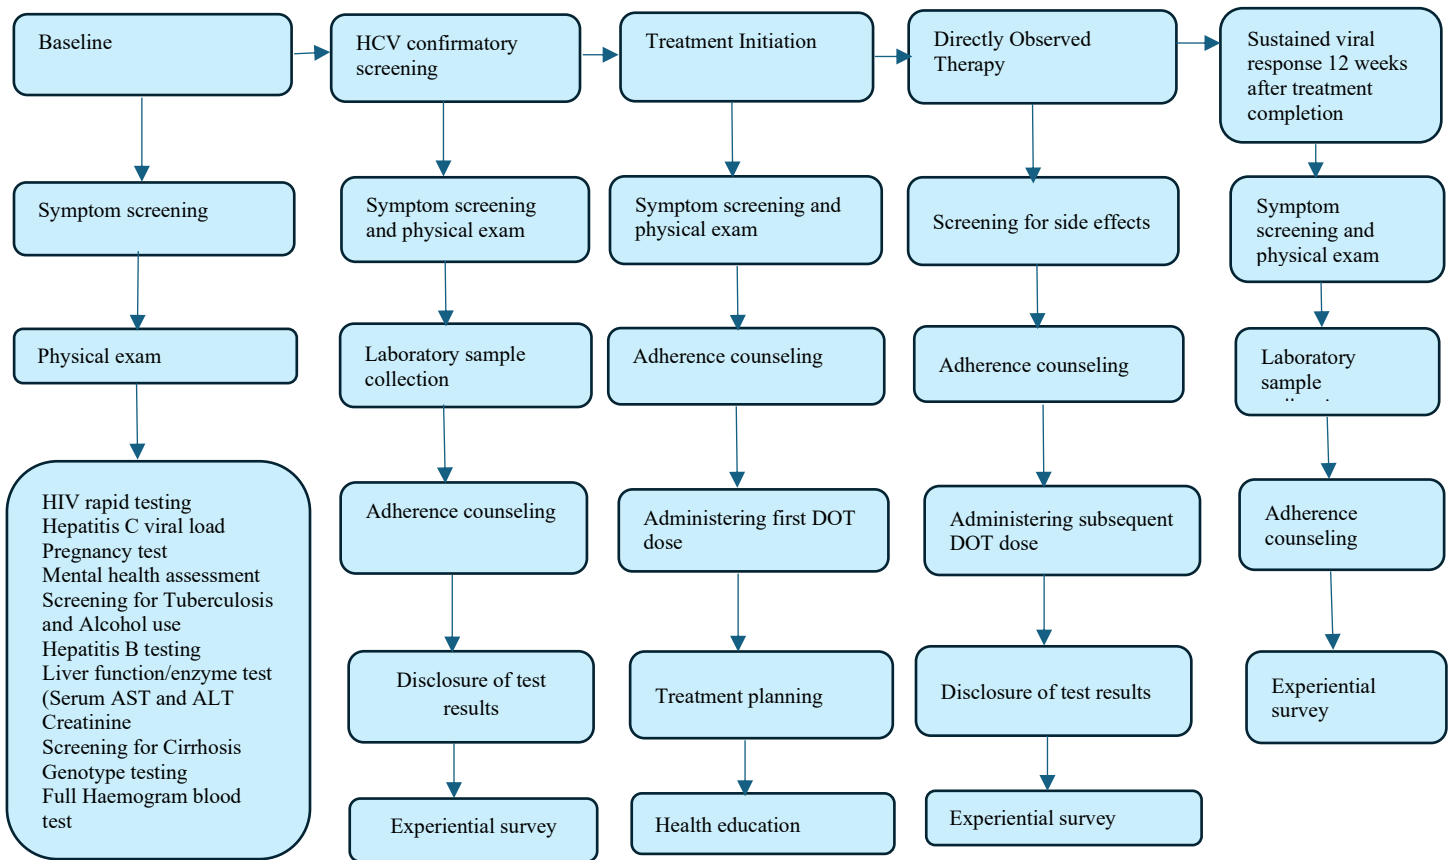 Baseline
Symptom screening
Physical exam
HIV rapid testing
Hepatitis C viral load
Pregnancy test
Mental health assessment
Screening for Tuberculosis
and Alcohol use
Hepatitis B testing
Liver function/enzyme test
(Serum AST and ALT
Creatinine
Screening for Cirrhosis
Genotype testing
Full Haemogram blood
test
HCV confirmatory
screening
Symptom screening
and physical exam
Laboratory sample
collection
Adherence counseling
Disclosure of test
results
Experiential survey
Treatment Initiation
Symptom screening and
physical exam
Adherence counseling
Administering first DOT
dose
Treatment planning
Health education
Directly Observed
Therapy
Screening for side effects
Adherence counseling
Administering subsequent
DOT dose
Disclosure of test results
Experiential survey
Sustained viral
response 12 weeks
after treatment
completion
Symptom
screening and
physical exam
Laboratory
sample
Adherence
counseling
Experiential
survey